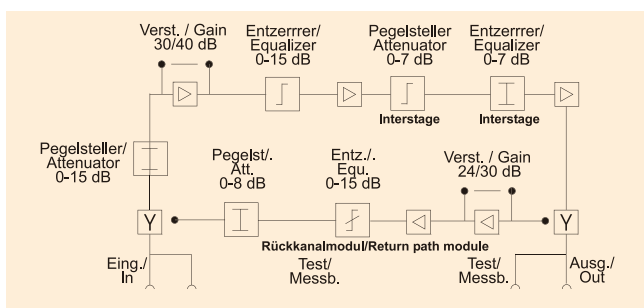 Verst. / Gain
30/40 dB
Entzerrrer/
Equalizer
0-15 dB
Pegelsteller
Attenuator
0-7 dB
Interstage
Entzerrrer/
Equalizer
0-7 dB
Interstage
Pegelsteller/
Attenuator
0-15 dB
Pegelst/.
Att.
0-8 dB
Entz./.
Equ.
0-15 dB
Verst. / Gain
24/30 dB
Y
Y
Rückkanalmodul/Return path module
Eing./
In
Test/
Messb.
Test/
Messb.
Ausg./
Out